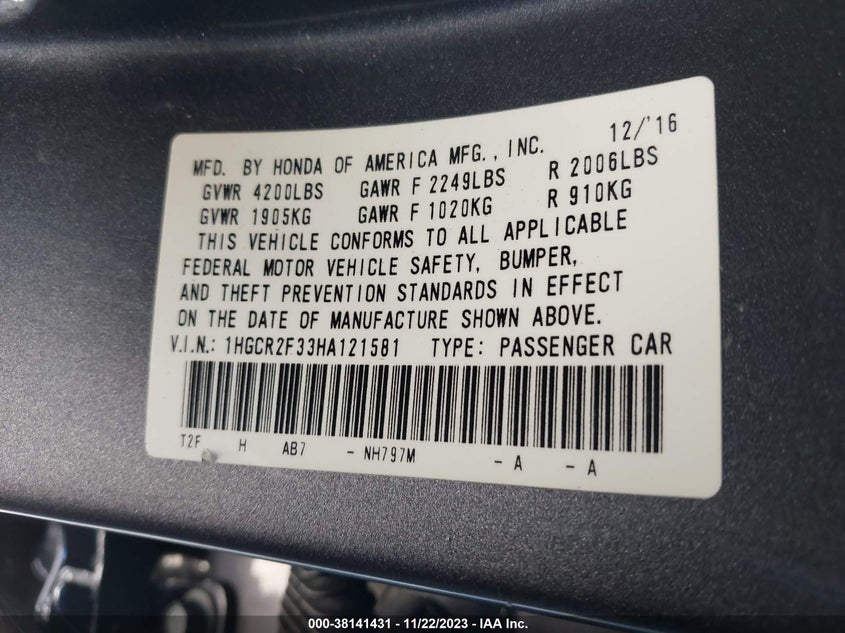 12/'16
MFD. BY HONDA OF AMERICA MFG., INC.
GVWR 4200LBS GAWR F 2249LBS R 2006LBS
GVWR 1905KG GAWR F 1020KG R 910KG
THIS VEHICLE CONFORMS TO ALL APPLICABLE
FEDERAL MOTOR VEHICLE SAFETY, BUMPER,
AND THEFT PREVENTION STANDARDS IN EFFECT
ON THE DATE OF MANUFACTURE SHOWN ABOVE.
V.I.N.: 1HGCR2F33HA121581 TYPE: PASSENGER CAR
T2F H AB7 - NH797M - A - A
000-38141431 - 11/22/2023 - IAA Inc.